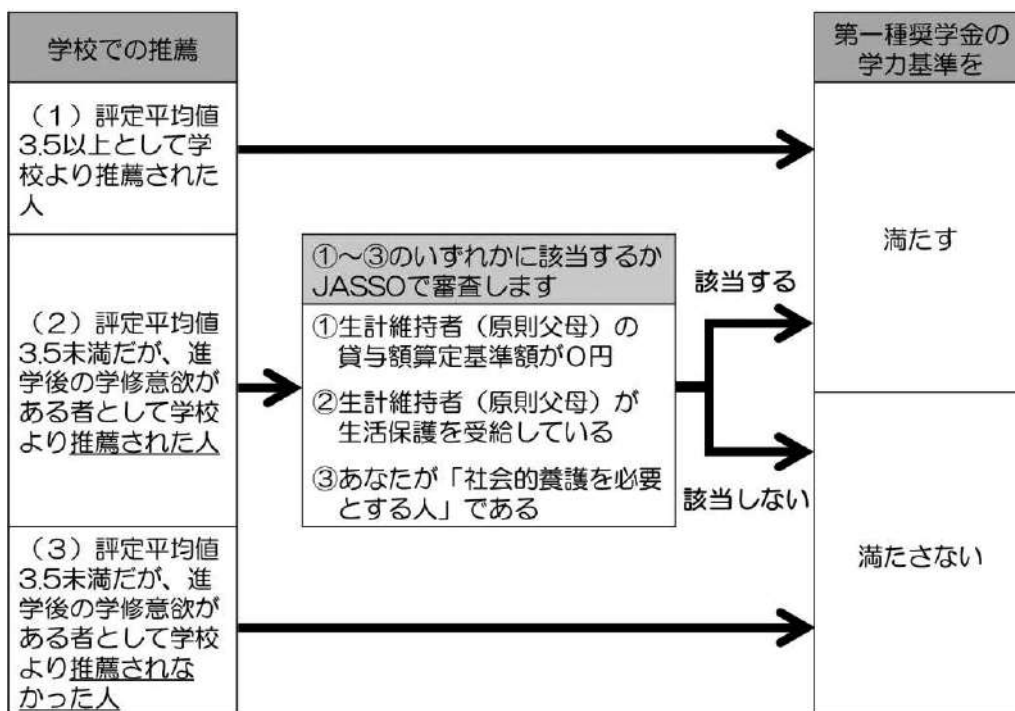 学校での推薦
(1)評定平均値
3.5以上として学
校より推薦された
人
(2)評定平均値
3.5未満だが、進
学後の学修意欲が
ある者として学校
より推薦された人
(3)評定平均値
3.5未満だが、進
学後の学修意欲が
ある者として学校
より推薦されな
かった人
①～③のいずれかに該当するか
JASSOで審査します
①生計維持者(原則父母)の
貸与額算定基準額が0円
②生計維持者(原則父母)が
生活保護を受給している
③あなたが「社会的養護を必要
とする人」である
該当する
該当しない
第一種奨学金の
学力基準を
満たす
満たさない